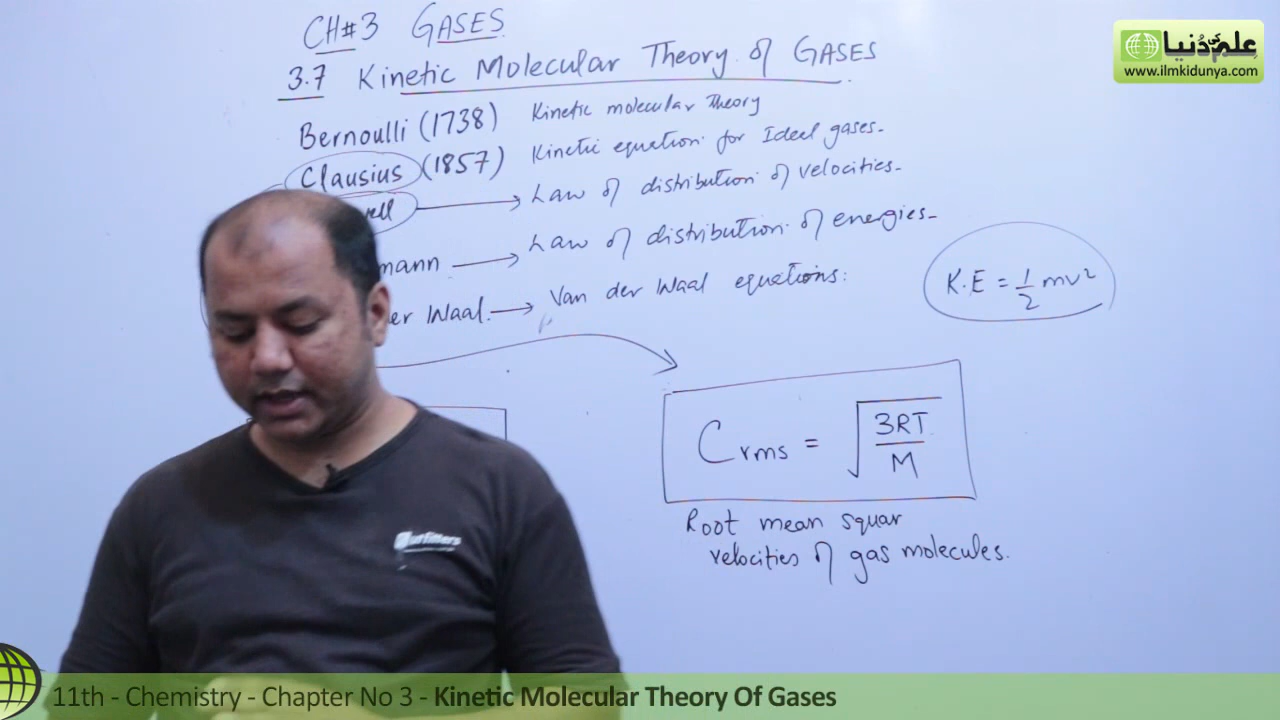 CH#3 GASES
3.7 Kinetic Molecular Theory of GASES
Bernoulli (1738) Kinetic molecular Theory
Clausius (1857) Kinetic equation for Ideel gases.
ell → Law of distribution of velocities.
mann → Law of distribution of energies.
er Waal. → Van der Waal equations:
K.E = 1/2 mv²
Crms = √3RT/M
Root mean squar
velocities of gas molecules.
علم کی دُنیا
www.ilmkidunya.com
11th - Chemistry - Chapter No 3 - Kinetic Molecular Theory Of Gases